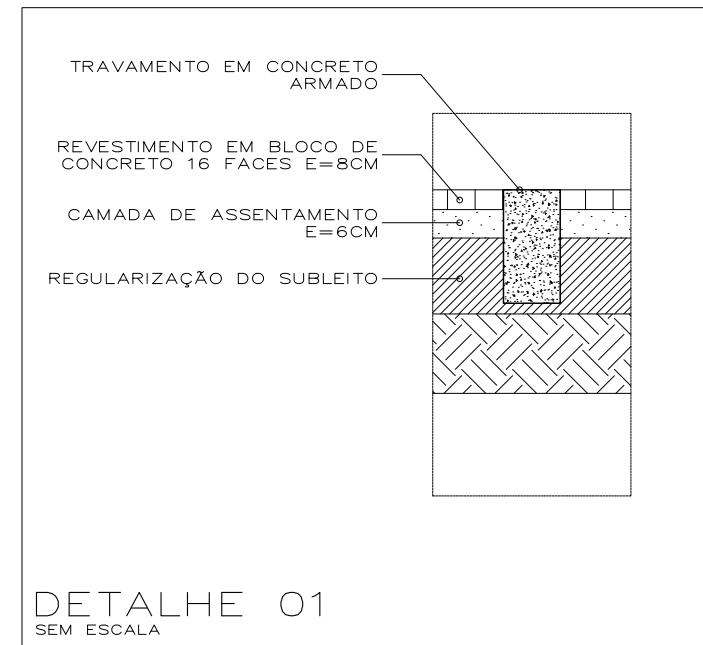 TRAVAMENTO EM CONCRETO
ARMADO
REVESTIMENTO EM BLOCO DE
CONCRETO 16 FACES E=8CM
CAMADA DE ASSENTAMENTO
E=6CM
REGULARIZAÇÃO DO SUBLEITO
DETALHE 01
SEM ESCALA